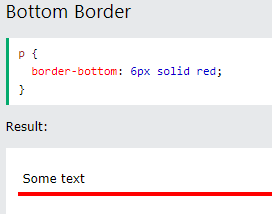 Bottom Border
p {
  border-bottom: 6px solid red;
}
Result:
Some text